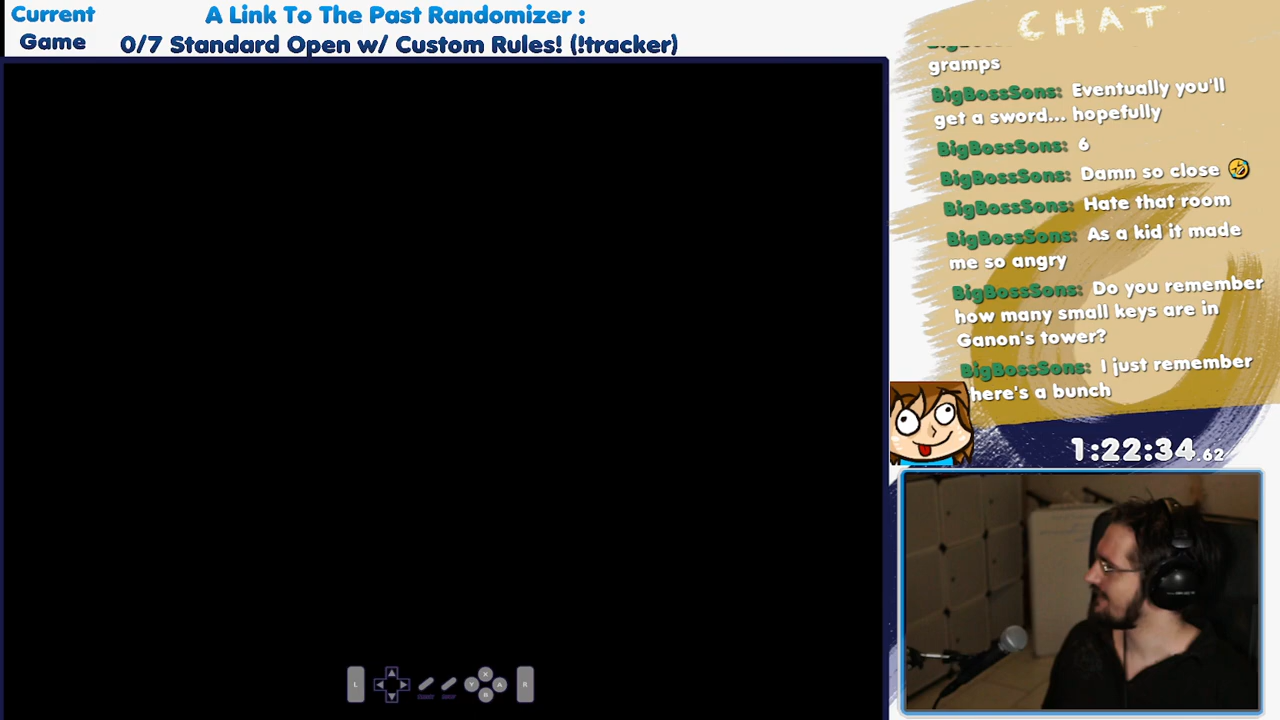 Current
Game
A Link To The Past Randomizer :
0/7 Standard Open w/ Custom Rules! (!tracker)
CHAT
gramps
BigBossSons: Eventually you'll
get a sword... hopefully
BigBossSons: 6
BigBossSons: Damn so close 🤣
BigBossSons: Hate that room
BigBossSons: As a kid it made
me so angry
BigBossSons: Do you remember
how many small keys are in
Ganon's tower?
BigBossSons: I just remember
here's a bunch
1:22:34.62
L
X
Y
A
B
R